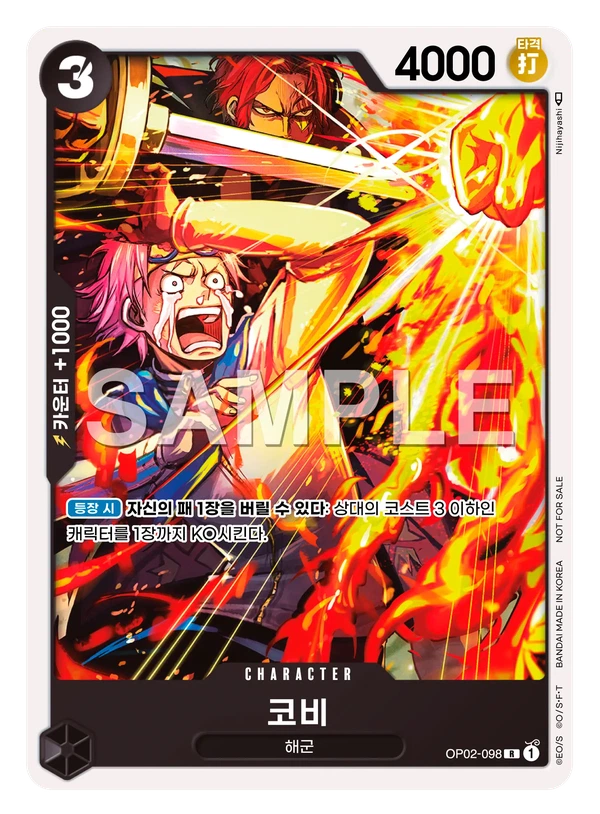 3
4000
타격
打
Nijihayashi
⚡카운터 +1000
SAMPLE
등장 시 자신의 패 1장을 버릴 수 있다: 상대의 코스트 3 이하인
캐릭터를 1장까지 KO시킨다.
CHARACTER
코비
해군
OP02-098 R 1
©EO/S ©O/S·F·T BANDAI MADE IN KOREA NOT FOR SALE